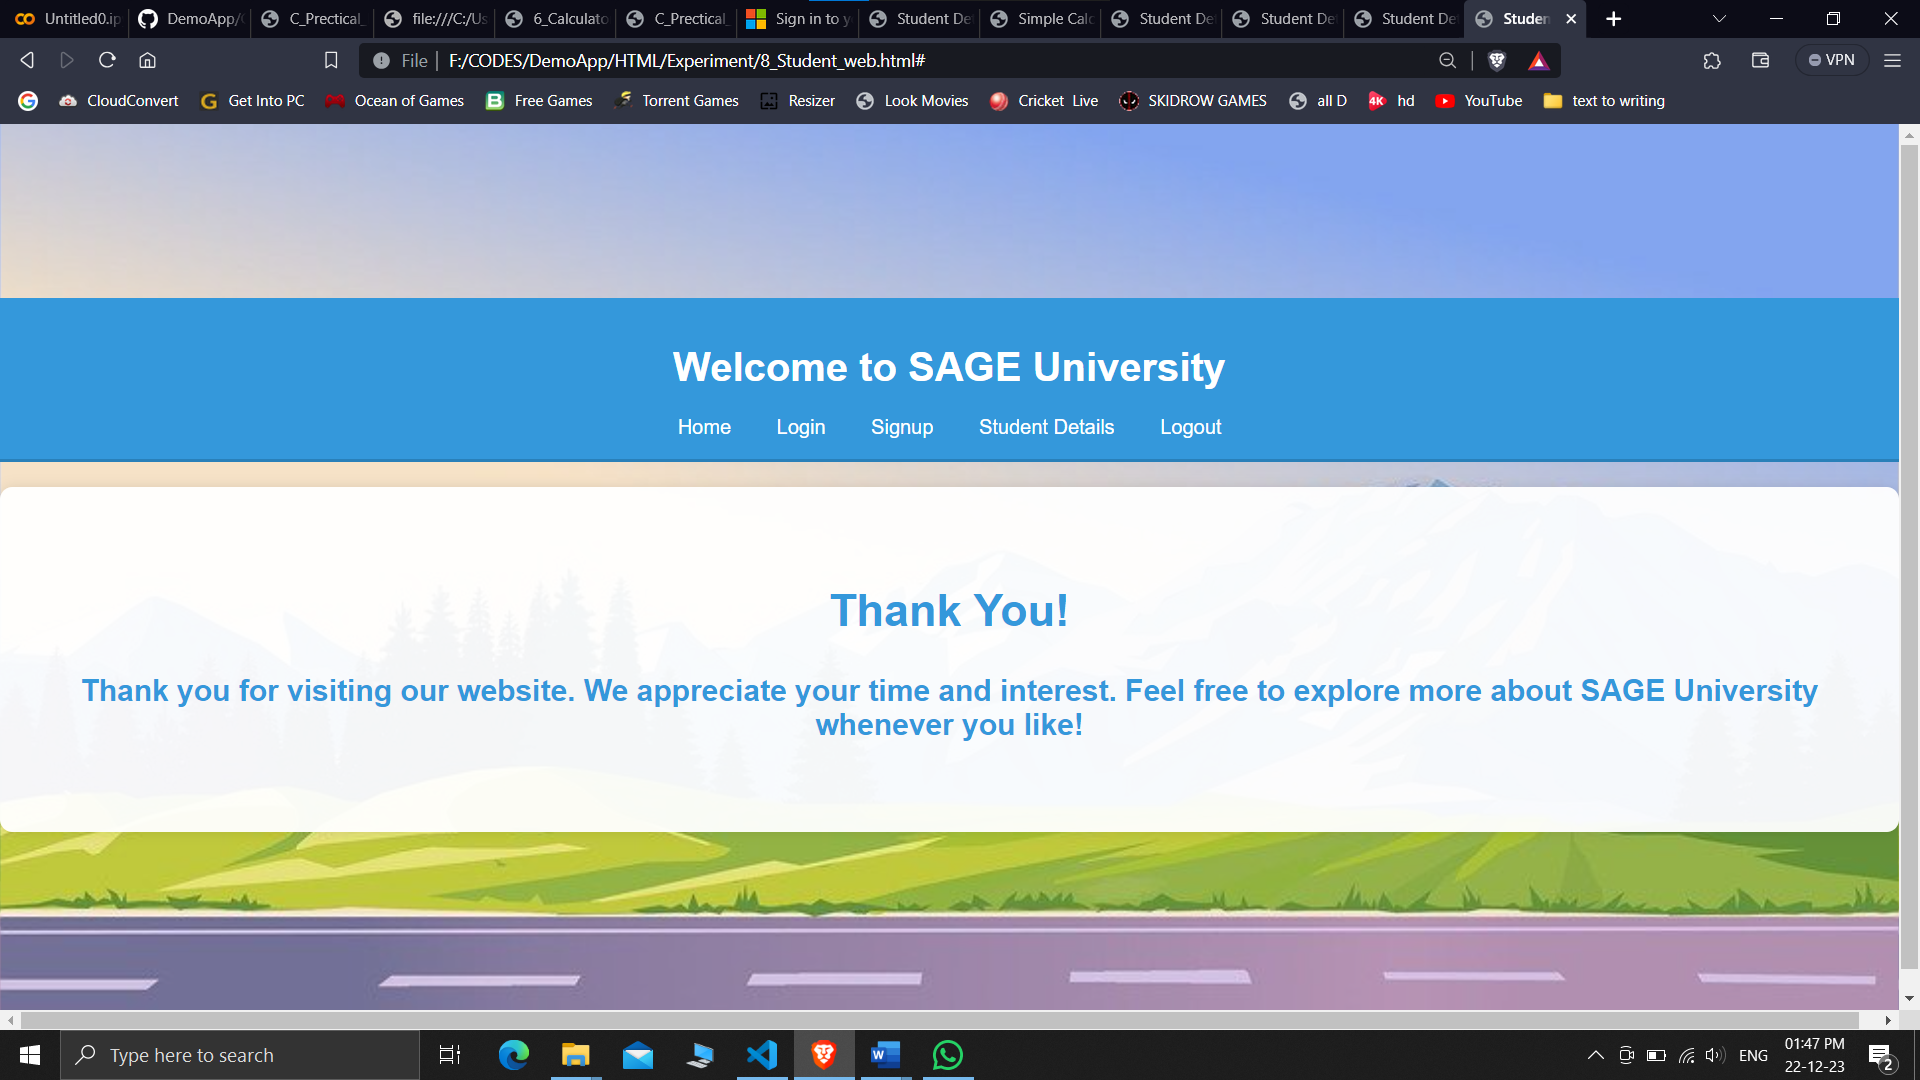 Untitled0.ip
DemoApp/
C_Prectical_
file:///C:/Us
6_Calculato
C_Prectical_
Sign in to y
Student De
Simple Calc
Student De
Student De
Student De
Studen
File
F:/CODES/DemoApp/HTML/Experiment/8_Student_web.html#
VPN
CloudConvert
Get Into PC
Ocean of Games
Free Games
Torrent Games
Resizer
Look Movies
Cricket Live
SKIDROW GAMES
all D
4K
hd
YouTube
text to writing
Welcome to SAGE University
Home
Login
Signup
Student Details
Logout
Thank You!
Thank you for visiting our website. We appreciate your time and interest. Feel free to explore more about SAGE University
whenever you like!
Type here to search
ENG
01:47 PM
22-12-23
2